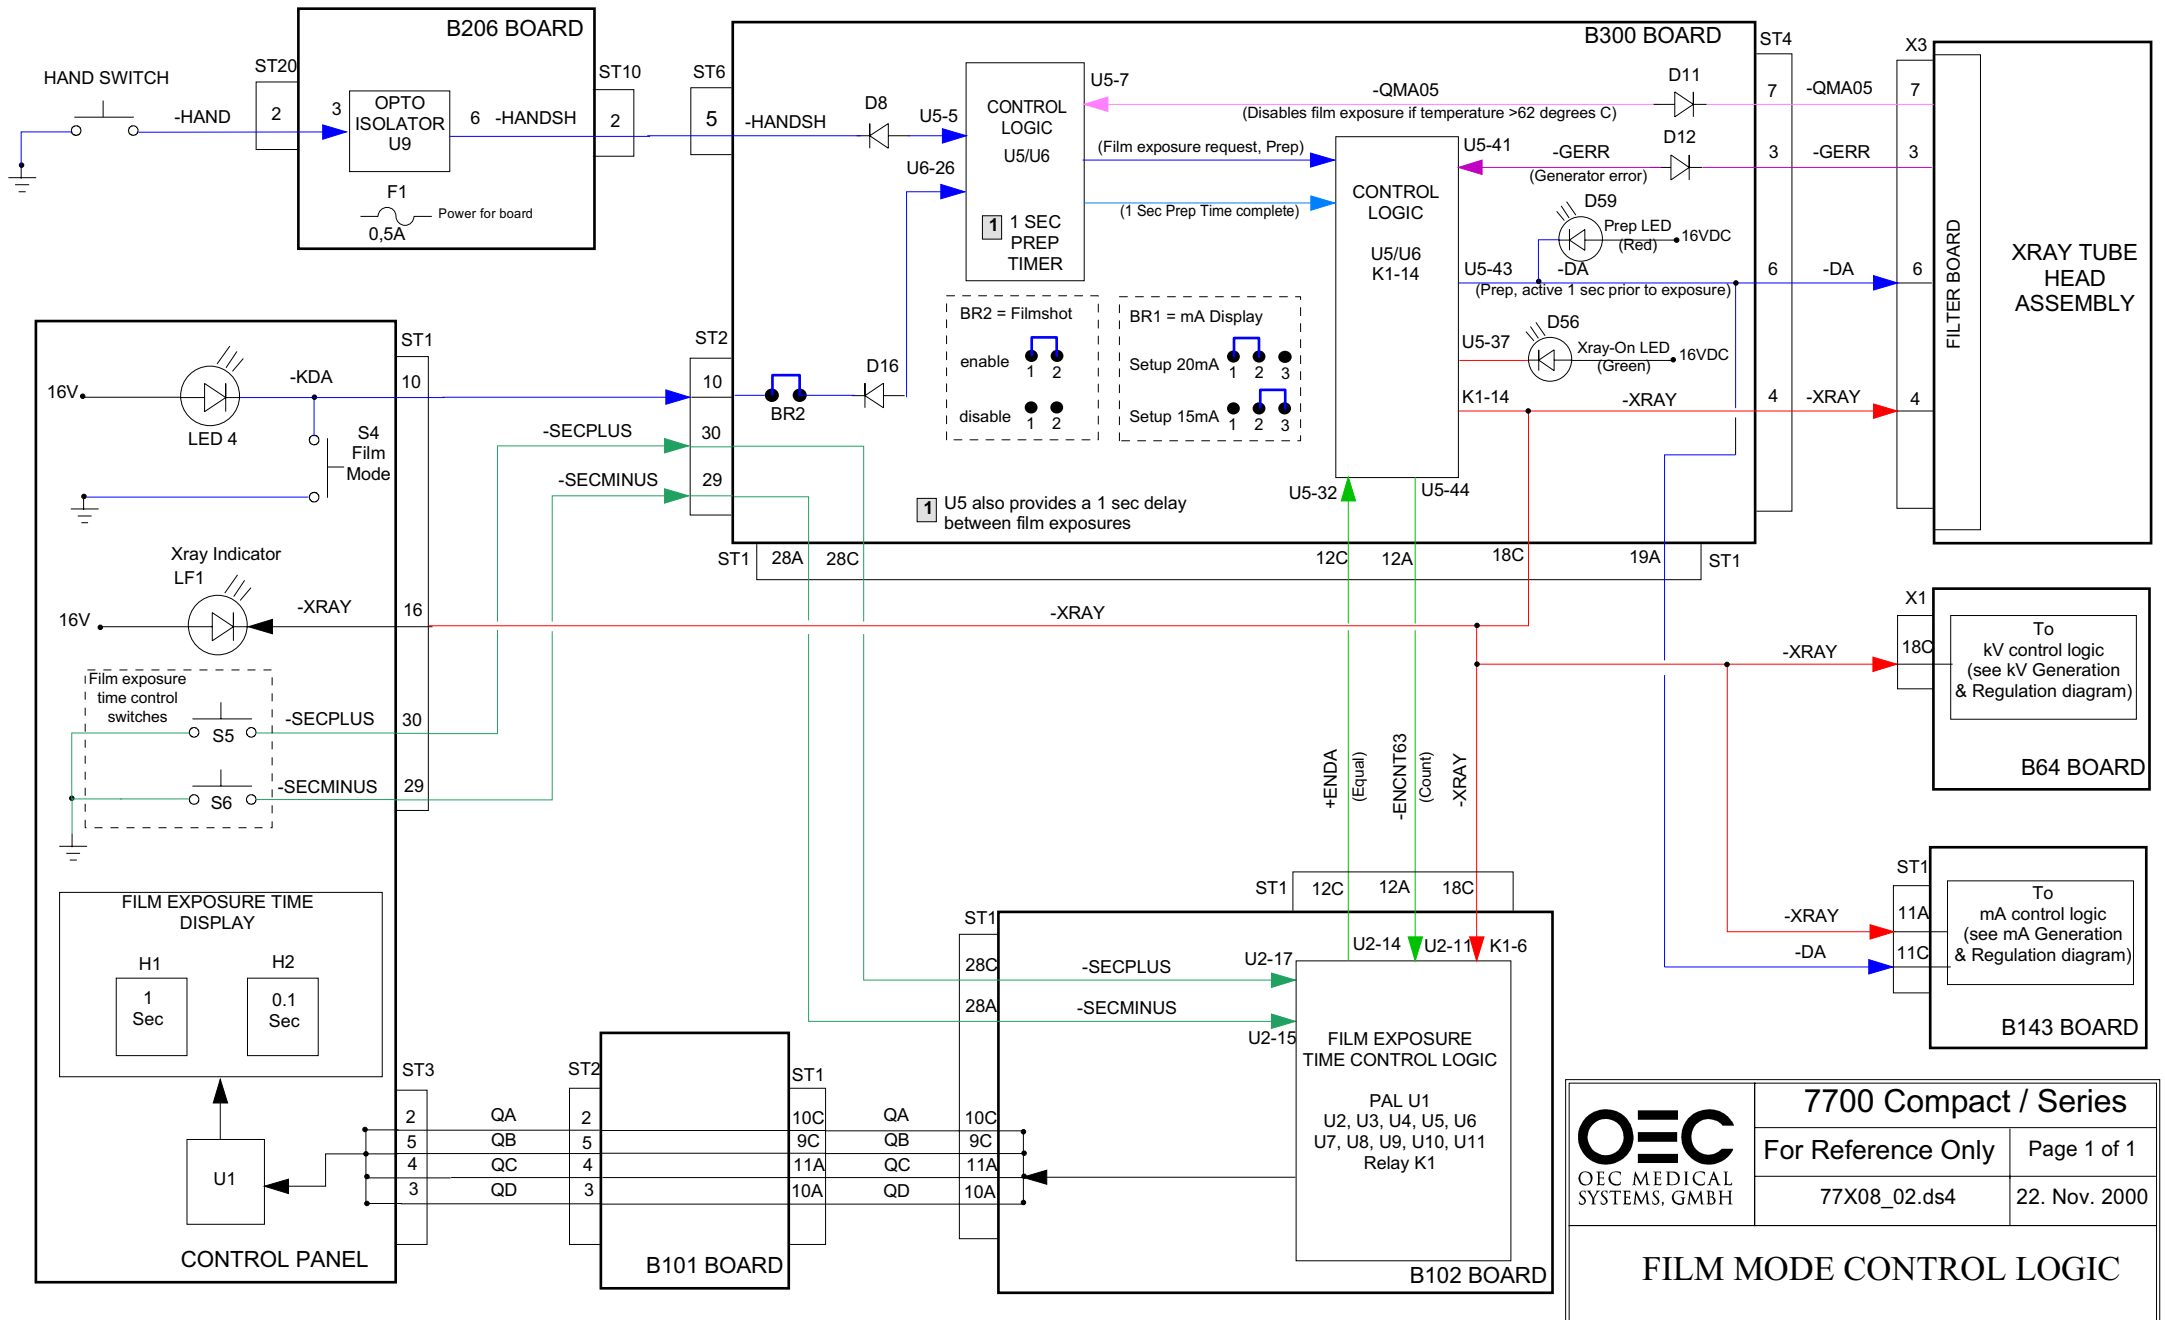 B206 BOARD
HAND SWITCH
-HAND
ST20
2
3
OPTO
ISOLATOR
U9
6
-HANDSH
ST10
2
F1
Power for board
0,5A
B300 BOARD
ST6
5
-HANDSH
D8
U5-5
U6-26
CONTROL
LOGIC
U5/U6
1
1 SEC
PREP
TIMER
U5-7
-QMA05
(Disables film exposure if temperature >62 degrees C)
D11
(Film exposure request, Prep)
(1 Sec Prep Time complete)
CONTROL
LOGIC
U5/U6
K1-14
U5-41
-GERR
(Generator error)
D12
D59
Prep LED
(Red)
16VDC
U5-43
-DA
(Prep, active 1 sec prior to exposure)
D56
U5-37
Xray-On LED
(Green)
16VDC
K1-14
-XRAY
U5-32
U5-44
BR2 = Filmshot
enable
1 2
disable
1 2
BR1 = mA Display
Setup 20mA
1 2 3
Setup 15mA
1 2 3
1
U5 also provides a 1 sec delay
between film exposures
ST2
10
BR2
D16
30
29
ST1
28A
28C
12C
12A
18C
19A
ST1
ST4
7
-QMA05
3
-GERR
6
-DA
4
-XRAY
X3
7
3
6
4
FILTER BOARD
XRAY TUBE
HEAD
ASSEMBLY
ST1
16V
LED 4
-KDA
10
S4
Film
Mode
-SECPLUS
-SECMINUS
Xray Indicator
LF1
16V
-XRAY
16
-XRAY
Film exposure
time control
switches
S5
-SECPLUS
30
S6
-SECMINUS
29
FILM EXPOSURE TIME
DISPLAY
H1
1
Sec
H2
0.1
Sec
U1
CONTROL PANEL
ST3
2
5
4
3
QA
QB
QC
QD
ST2
2
5
4
3
B101 BOARD
ST1
10C
9C
11A
10A
QA
QB
QC
QD
ST1
28C
28A
10C
9C
11A
10A
-SECPLUS
-SECMINUS
U2-17
U2-15
+ENDA
(Equal)
-ENCNT63
(Count)
-XRAY
ST1
12C
12A
18C
U2-14
U2-11
K1-6
FILM EXPOSURE
TIME CONTROL LOGIC
PAL U1
U2, U3, U4, U5, U6
U7, U8, U9, U10, U11
Relay K1
B102 BOARD
-XRAY
X1
18C
To
kV control logic
(see kV Generation
& Regulation diagram)
B64 BOARD
-XRAY
-DA
ST1
11A
11C
To
mA control logic
(see mA Generation
& Regulation diagram)
B143 BOARD
OEC
OEC MEDICAL
SYSTEMS, GMBH
7700 Compact / Series
For Reference Only
Page 1 of 1
77X08_02.ds4
22. Nov. 2000
FILM MODE CONTROL LOGIC